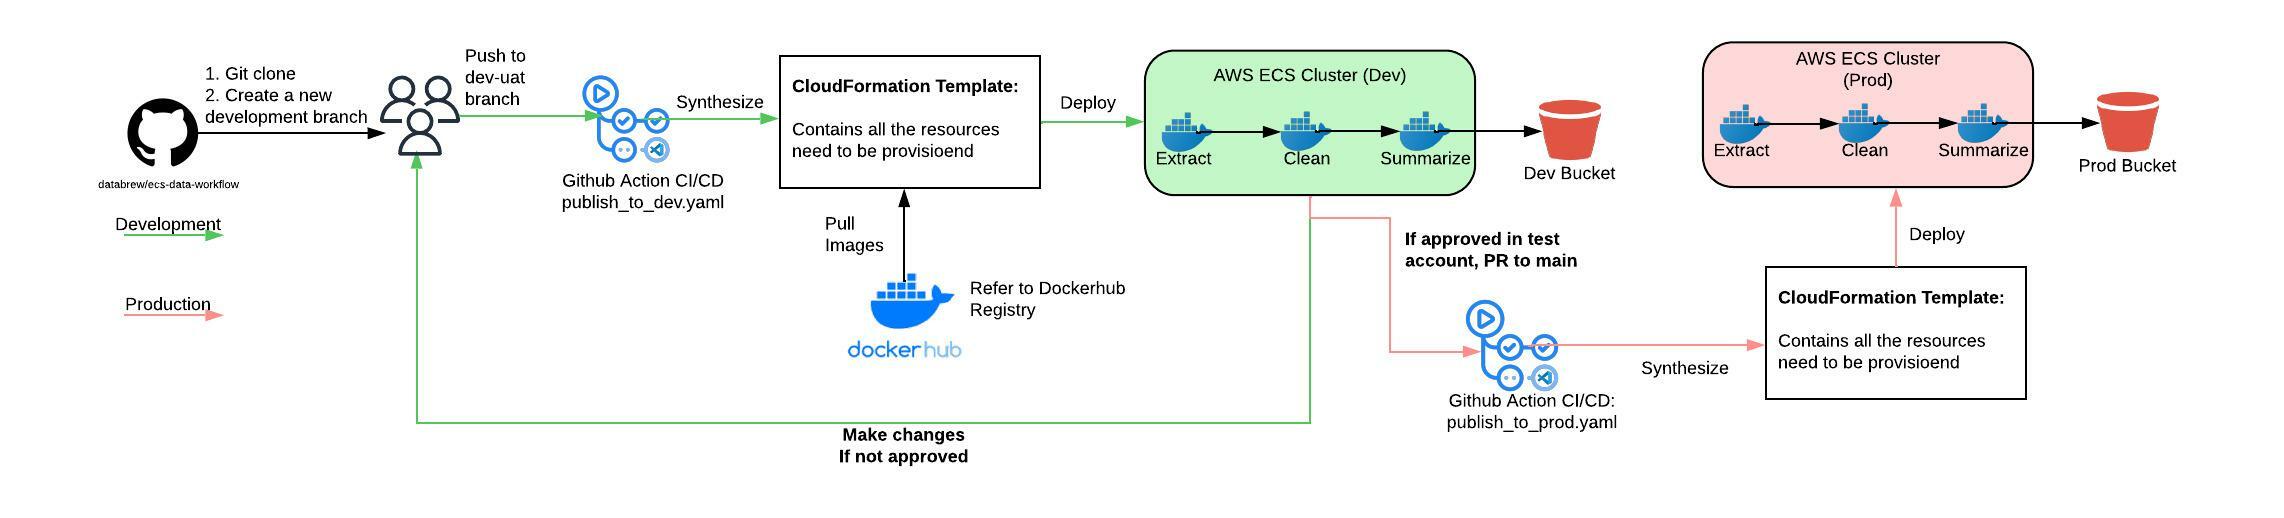 1. Git clone
2. Create a new
development branch
databrew/ecs-data-workflow
Development
Production
Push to
dev-uat
branch
Github Action CI/CD
publish_to_dev.yaml
Synthesize
CloudFormation Template:
Contains all the resources
need to be provisioend
Pull
Images
Refer to Dockerhub
Registry
dockerhub
Deploy
AWS ECS Cluster (Dev)
Extract
Clean
Summarize
Dev Bucket
Make changes
If not approved
If approved in test
account, PR to main
Github Action CI/CD:
publish_to_prod.yaml
Synthesize
CloudFormation Template:
Contains all the resources
need to be provisioend
Deploy
AWS ECS Cluster
(Prod)
Extract
Clean
Summarize
Prod Bucket